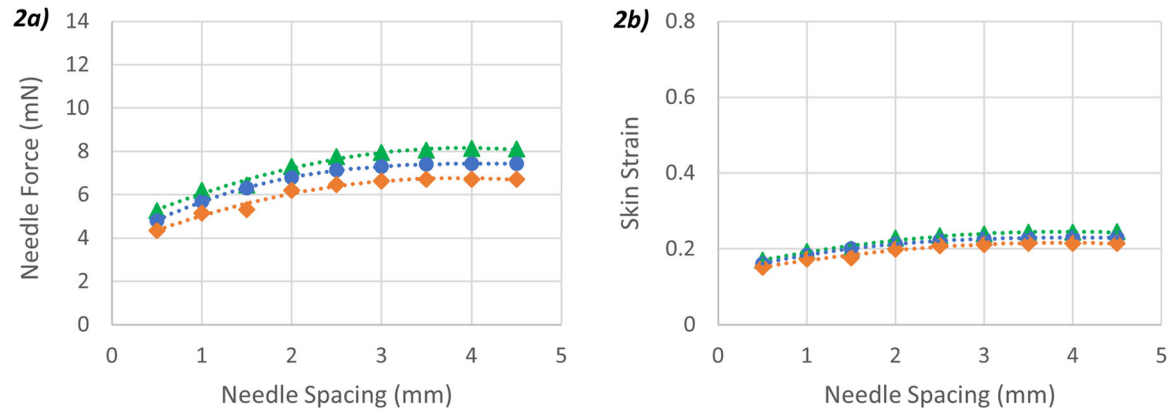 2a)
14
12
10
8
6
4
2
0
Needle Force (mN)
0 1 2 3 4 5
Needle Spacing (mm)
2b)
0.8
0.6
0.4
0.2
0
Skin Strain
0 1 2 3 4 5
Needle Spacing (mm)